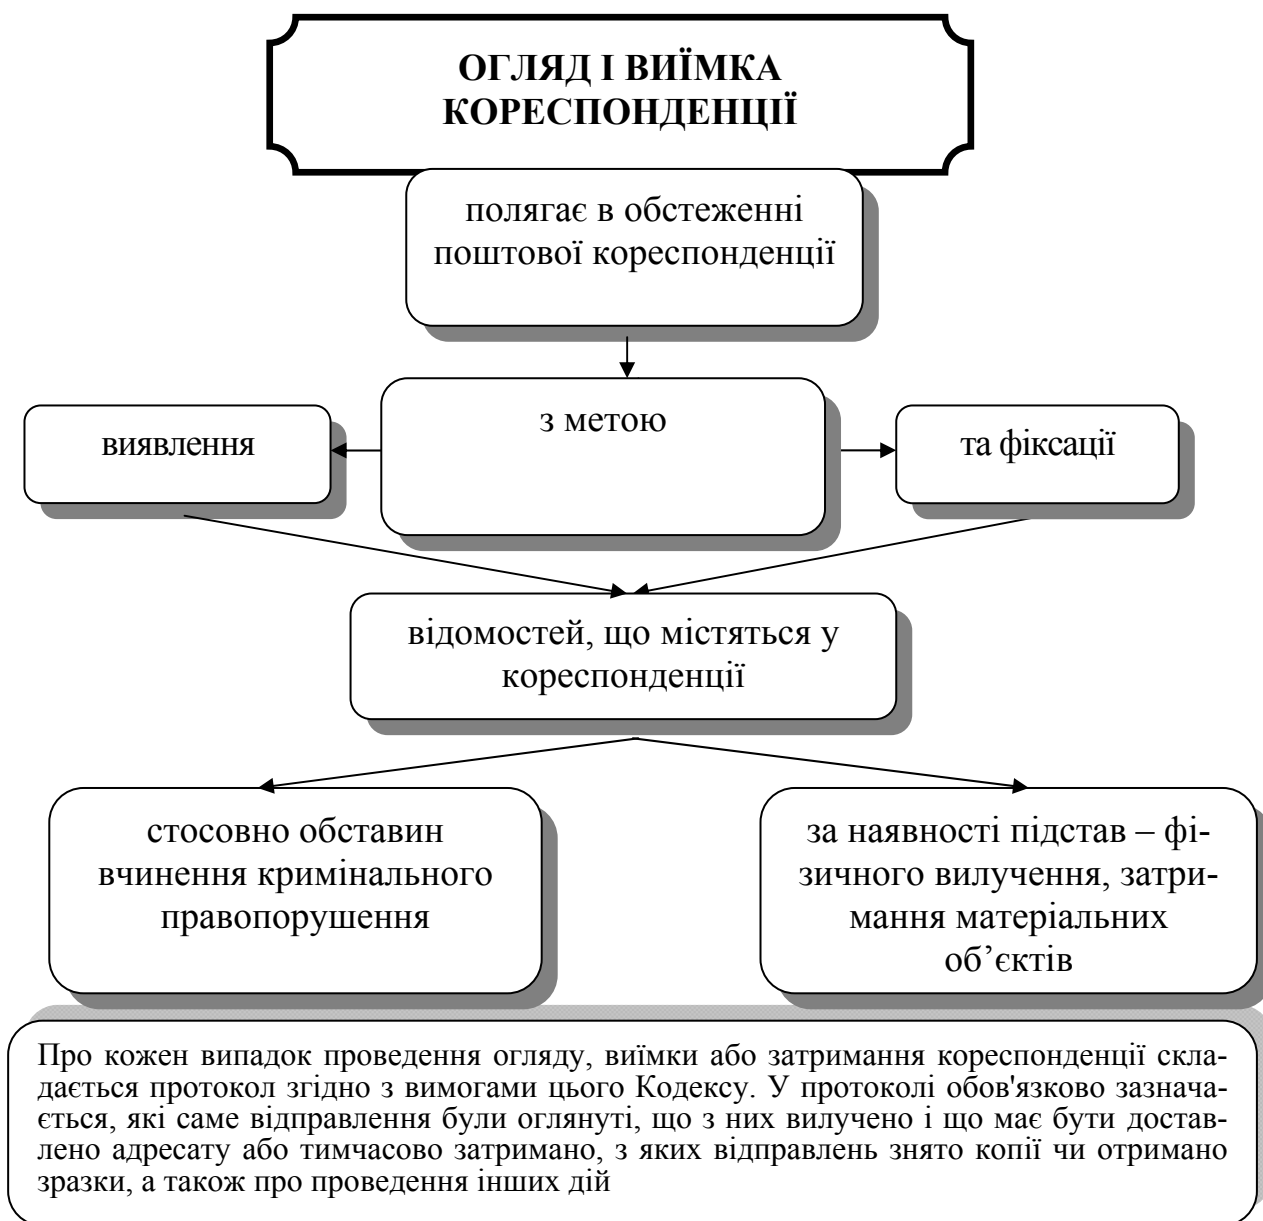 ОГЛЯД І ВИЇМКА
КОРЕСПОНДЕНЦІЇ
полягає в обстеженні
поштової кореспонденції
з метою
виявлення
та фіксації
відомостей, що містяться у
кореспонденції
стосовно обставин
вчинення кримінального
правопорушення
за наявності підстав – фі-
зичного вилучення, затри-
мання матеріальних
об’єктів
Про кожен випадок проведення огляду, виїмки або затримання кореспонденції скла-
дається протокол згідно з вимогами цього Кодексу. У протоколі обов'язково зазнача-
ється, які саме відправлення були оглянуті, що з них вилучено і що має бути достав-
лено адресату або тимчасово затримано, з яких відправлень знято копії чи отримано
зразки, а також про проведення інших дій